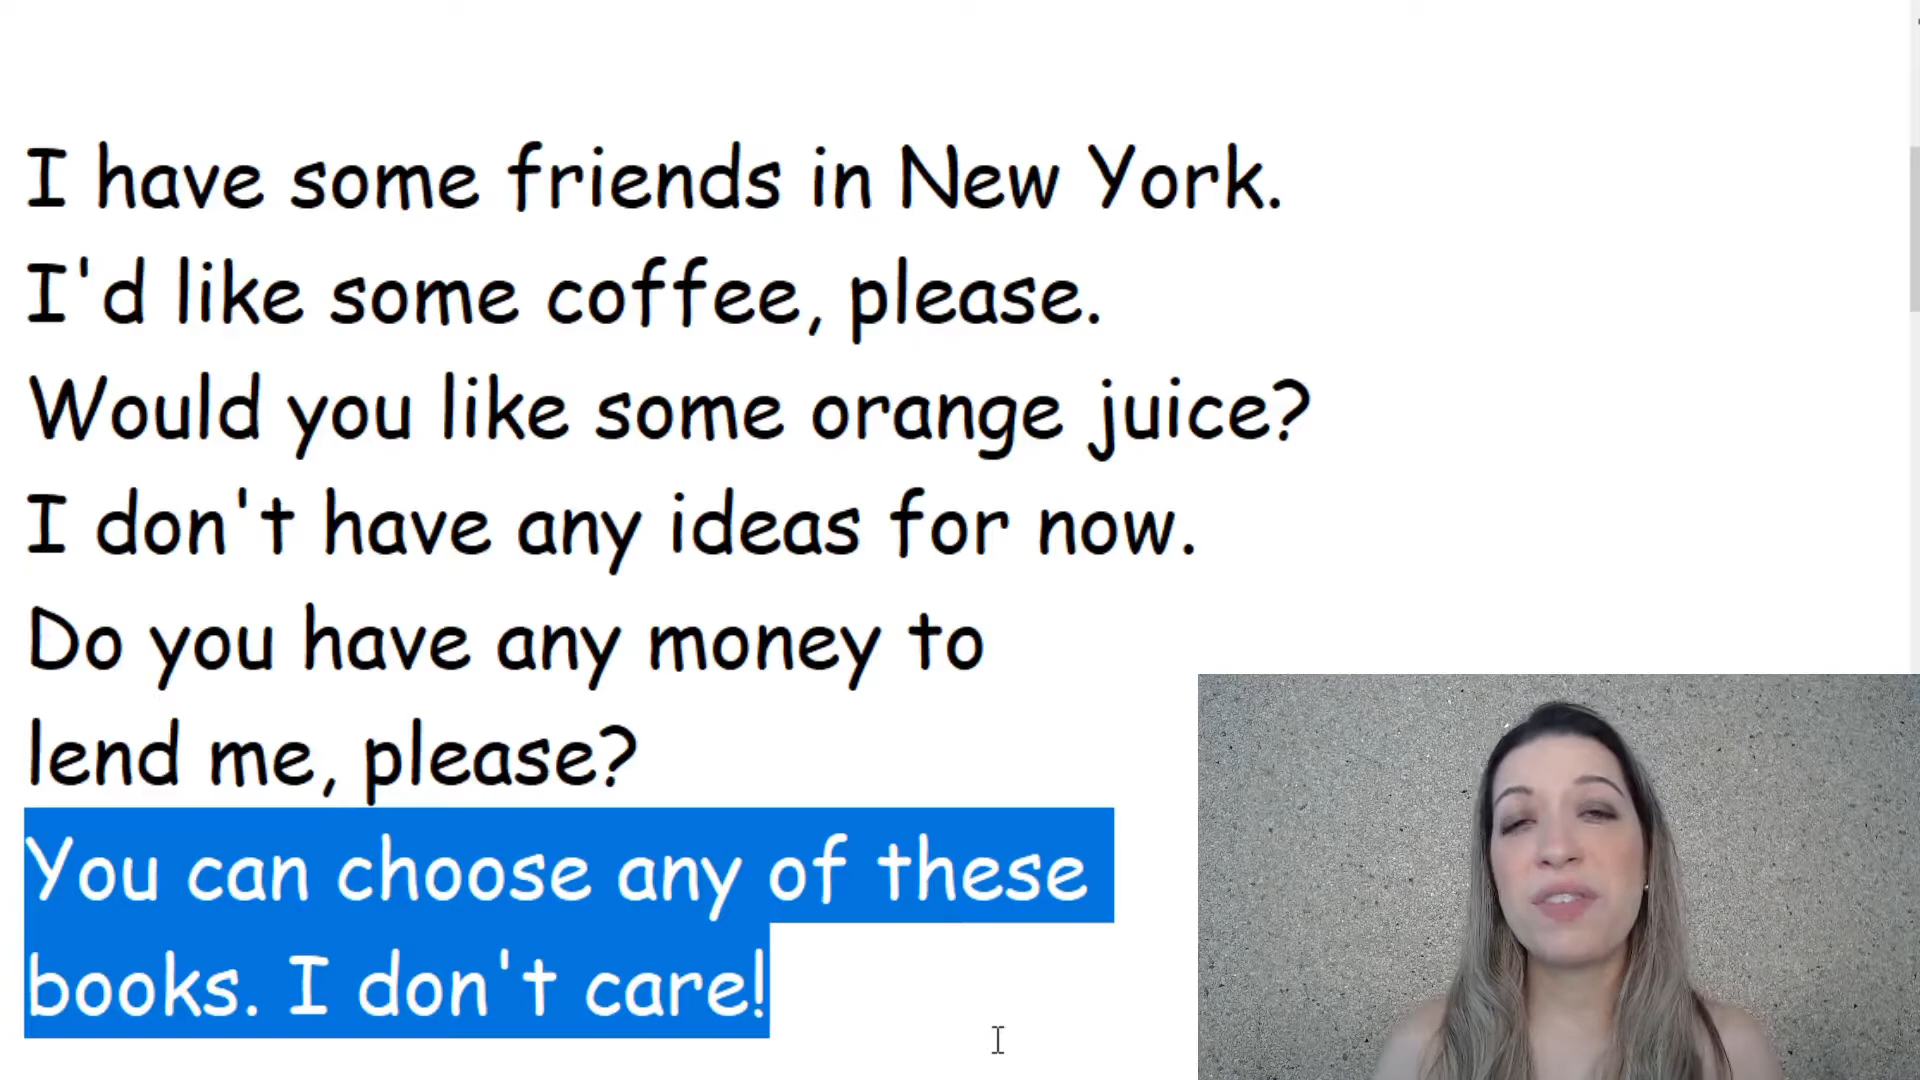 I have some friends in New York.
I'd like some coffee, please.
Would you like some orange juice?
I don't have any ideas for now.
Do you have any money to
lend me, please?
You can choose any of these
books. I don't care!